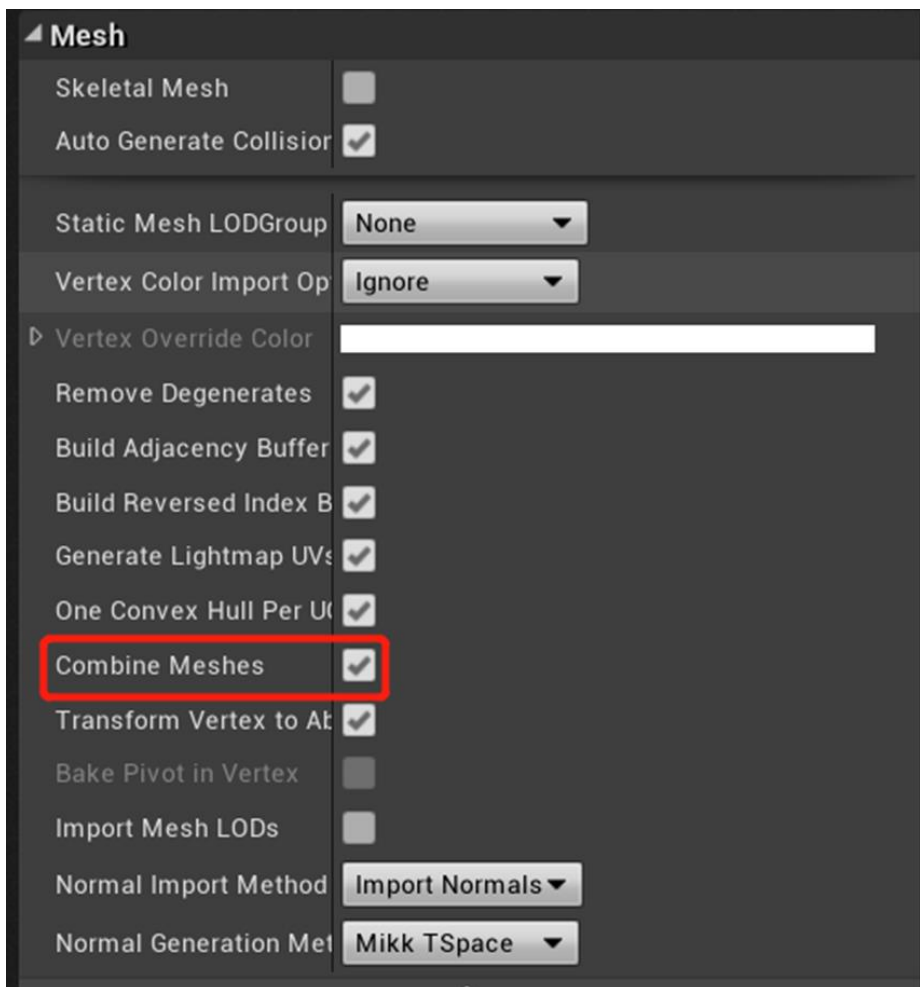 Mesh
Skeletal Mesh
Auto Generate Collision
Static Mesh LODGroup None
Vertex Color Import Op Ignore
Vertex Override Color
Remove Degenerates
Build Adjacency Buffer
Build Reversed Index B
Generate Lightmap UVs
One Convex Hull Per U
Combine Meshes
Transform Vertex to Ab
Bake Pivot in Vertex
Import Mesh LODs
Normal Import Method Import Normals
Normal Generation Met Mikk TSpace